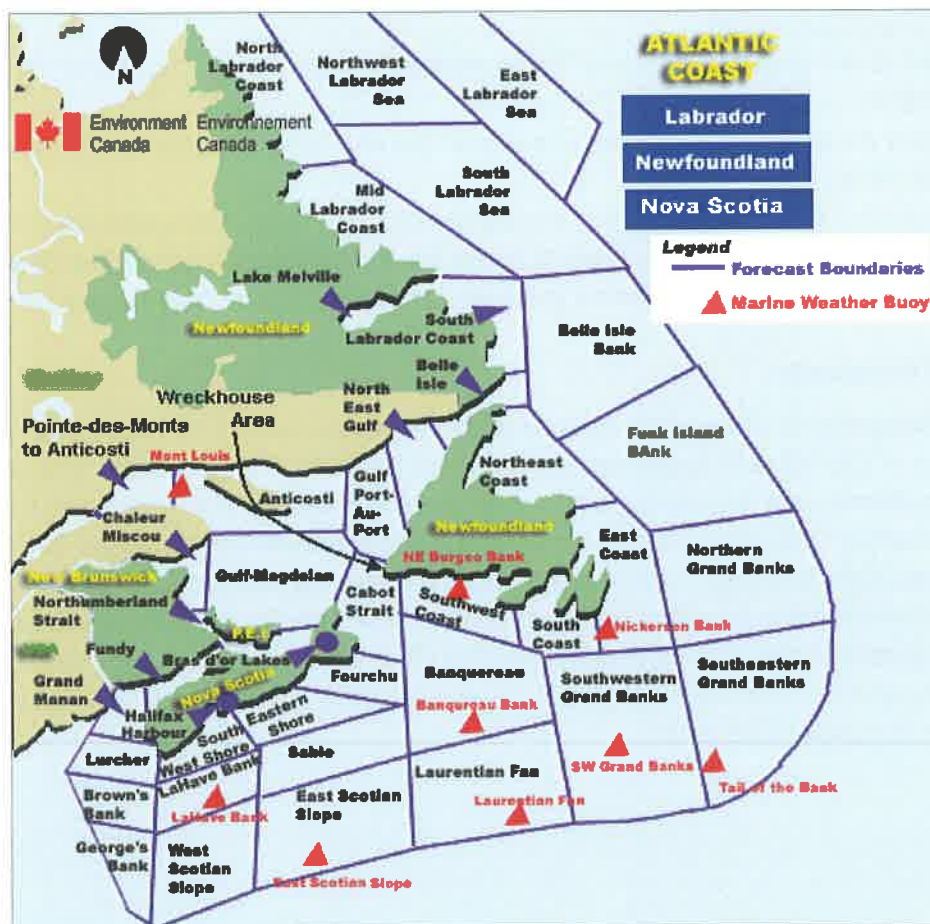 N
North
Labrador
Coast
Northwest
Labrador
Sea
East
Labrador
Sea
ATLANTIC
COAST
Environment Environnement
Canada Canada
Labrador
Newfoundland
Nova Scotia
Mid
Labrador
Coast
South
Labrador
Sea
Legend
Forecast Boundaries
Marine Weather Buoy
Lake Melville
Newfoundland
South
Labrador Coast
Belle Isle
Bank
Belle
Isle
Wreckhouse
Area
North
East
Gulf
Pointe-des-Monts
to Anticosti
Mont Louis
Funk Island
BAnk
Northeast
Coast
Anticosti
Gulf
Port-
Au-
Port
Chaleur
Miscou
Newfoundland
East
Coast
Northern
Grand Banks
NE Burgeo Bank
New Brunswick
Gulf-Magdelan
Northumberland
Strait
Cabot
Strait
Southwest
Coast
South
Coast
Nickerson Bank
P.E.I
Fundy
Bras d'or Lakes
Fourchu
Banquereau
Southwestern
Grand Banks
Southeastern
Grand Banks
Grand
Manan
Nova Scotia
Halifax
Harbour
South
West Shore
Eastern
Shore
Banqureau Bank
Lurcher
Sable
LaHave Bank
Laurentian Fan
SW Grand Banks
Tail of the Bank
Brown's
Bank
LaHave Bank
East Scotian
Slope
Laurentian Fan
George's
Bank
West
Scotian
Slope
East Scotian Slope